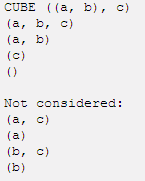 CUBE ((a, b), c)
(a, b, c)
(a, b)
(c)
()
Not considered:
(a, c)
(a)
(b, c)
(b)